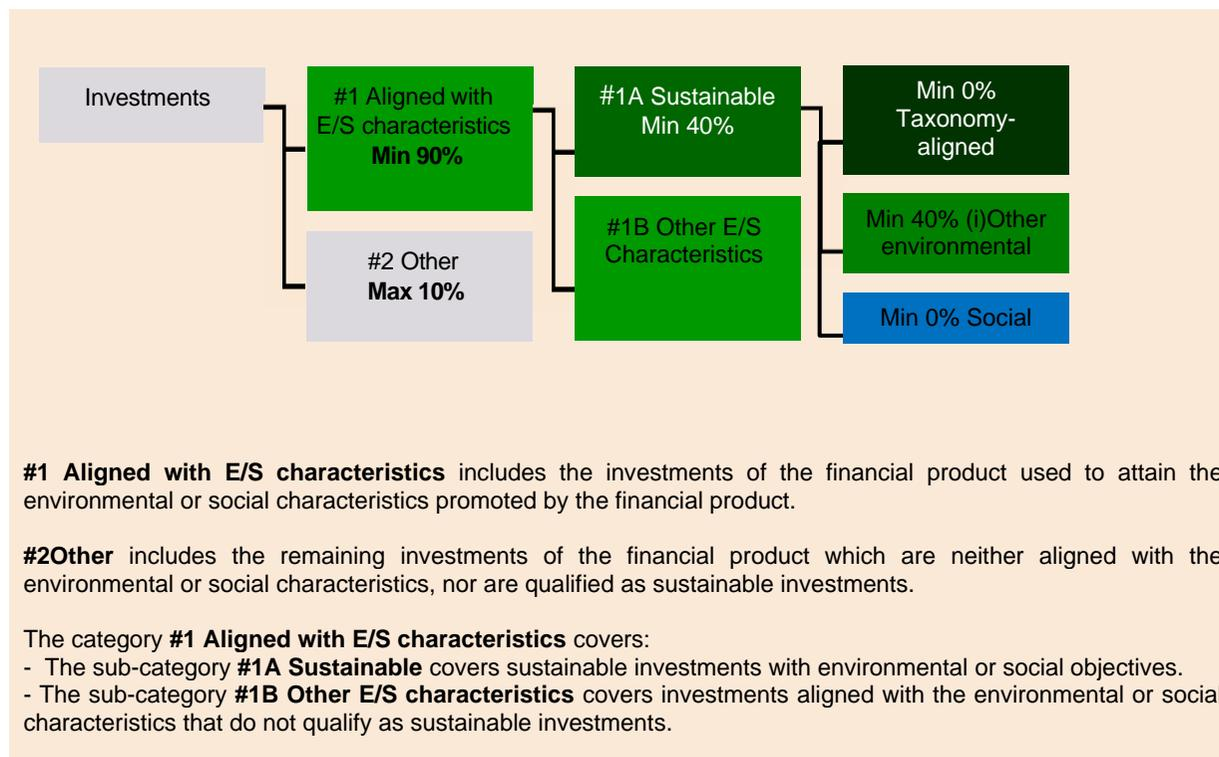 Investments
#1 Aligned with
E/S characteristics
Min 90%
#2 Other
Max 10%
#1A Sustainable
Min 40%
#1B Other E/S
Characteristics
Min 0%
Taxonomy-
aligned
Min 40% (i)Other
environmental
Min 0% Social
#1 Aligned with E/S characteristics includes the investments of the financial product used to attain the
environmental or social characteristics promoted by the financial product.
#2Other includes the remaining investments of the financial product which are neither aligned with the
environmental or social characteristics, nor are qualified as sustainable investments.
The category #1 Aligned with E/S characteristics covers:
- The sub-category #1A Sustainable covers sustainable investments with environmental or social objectives.
- The sub-category #1B Other E/S characteristics covers investments aligned with the environmental or socia
characteristics that do not qualify as sustainable investments.